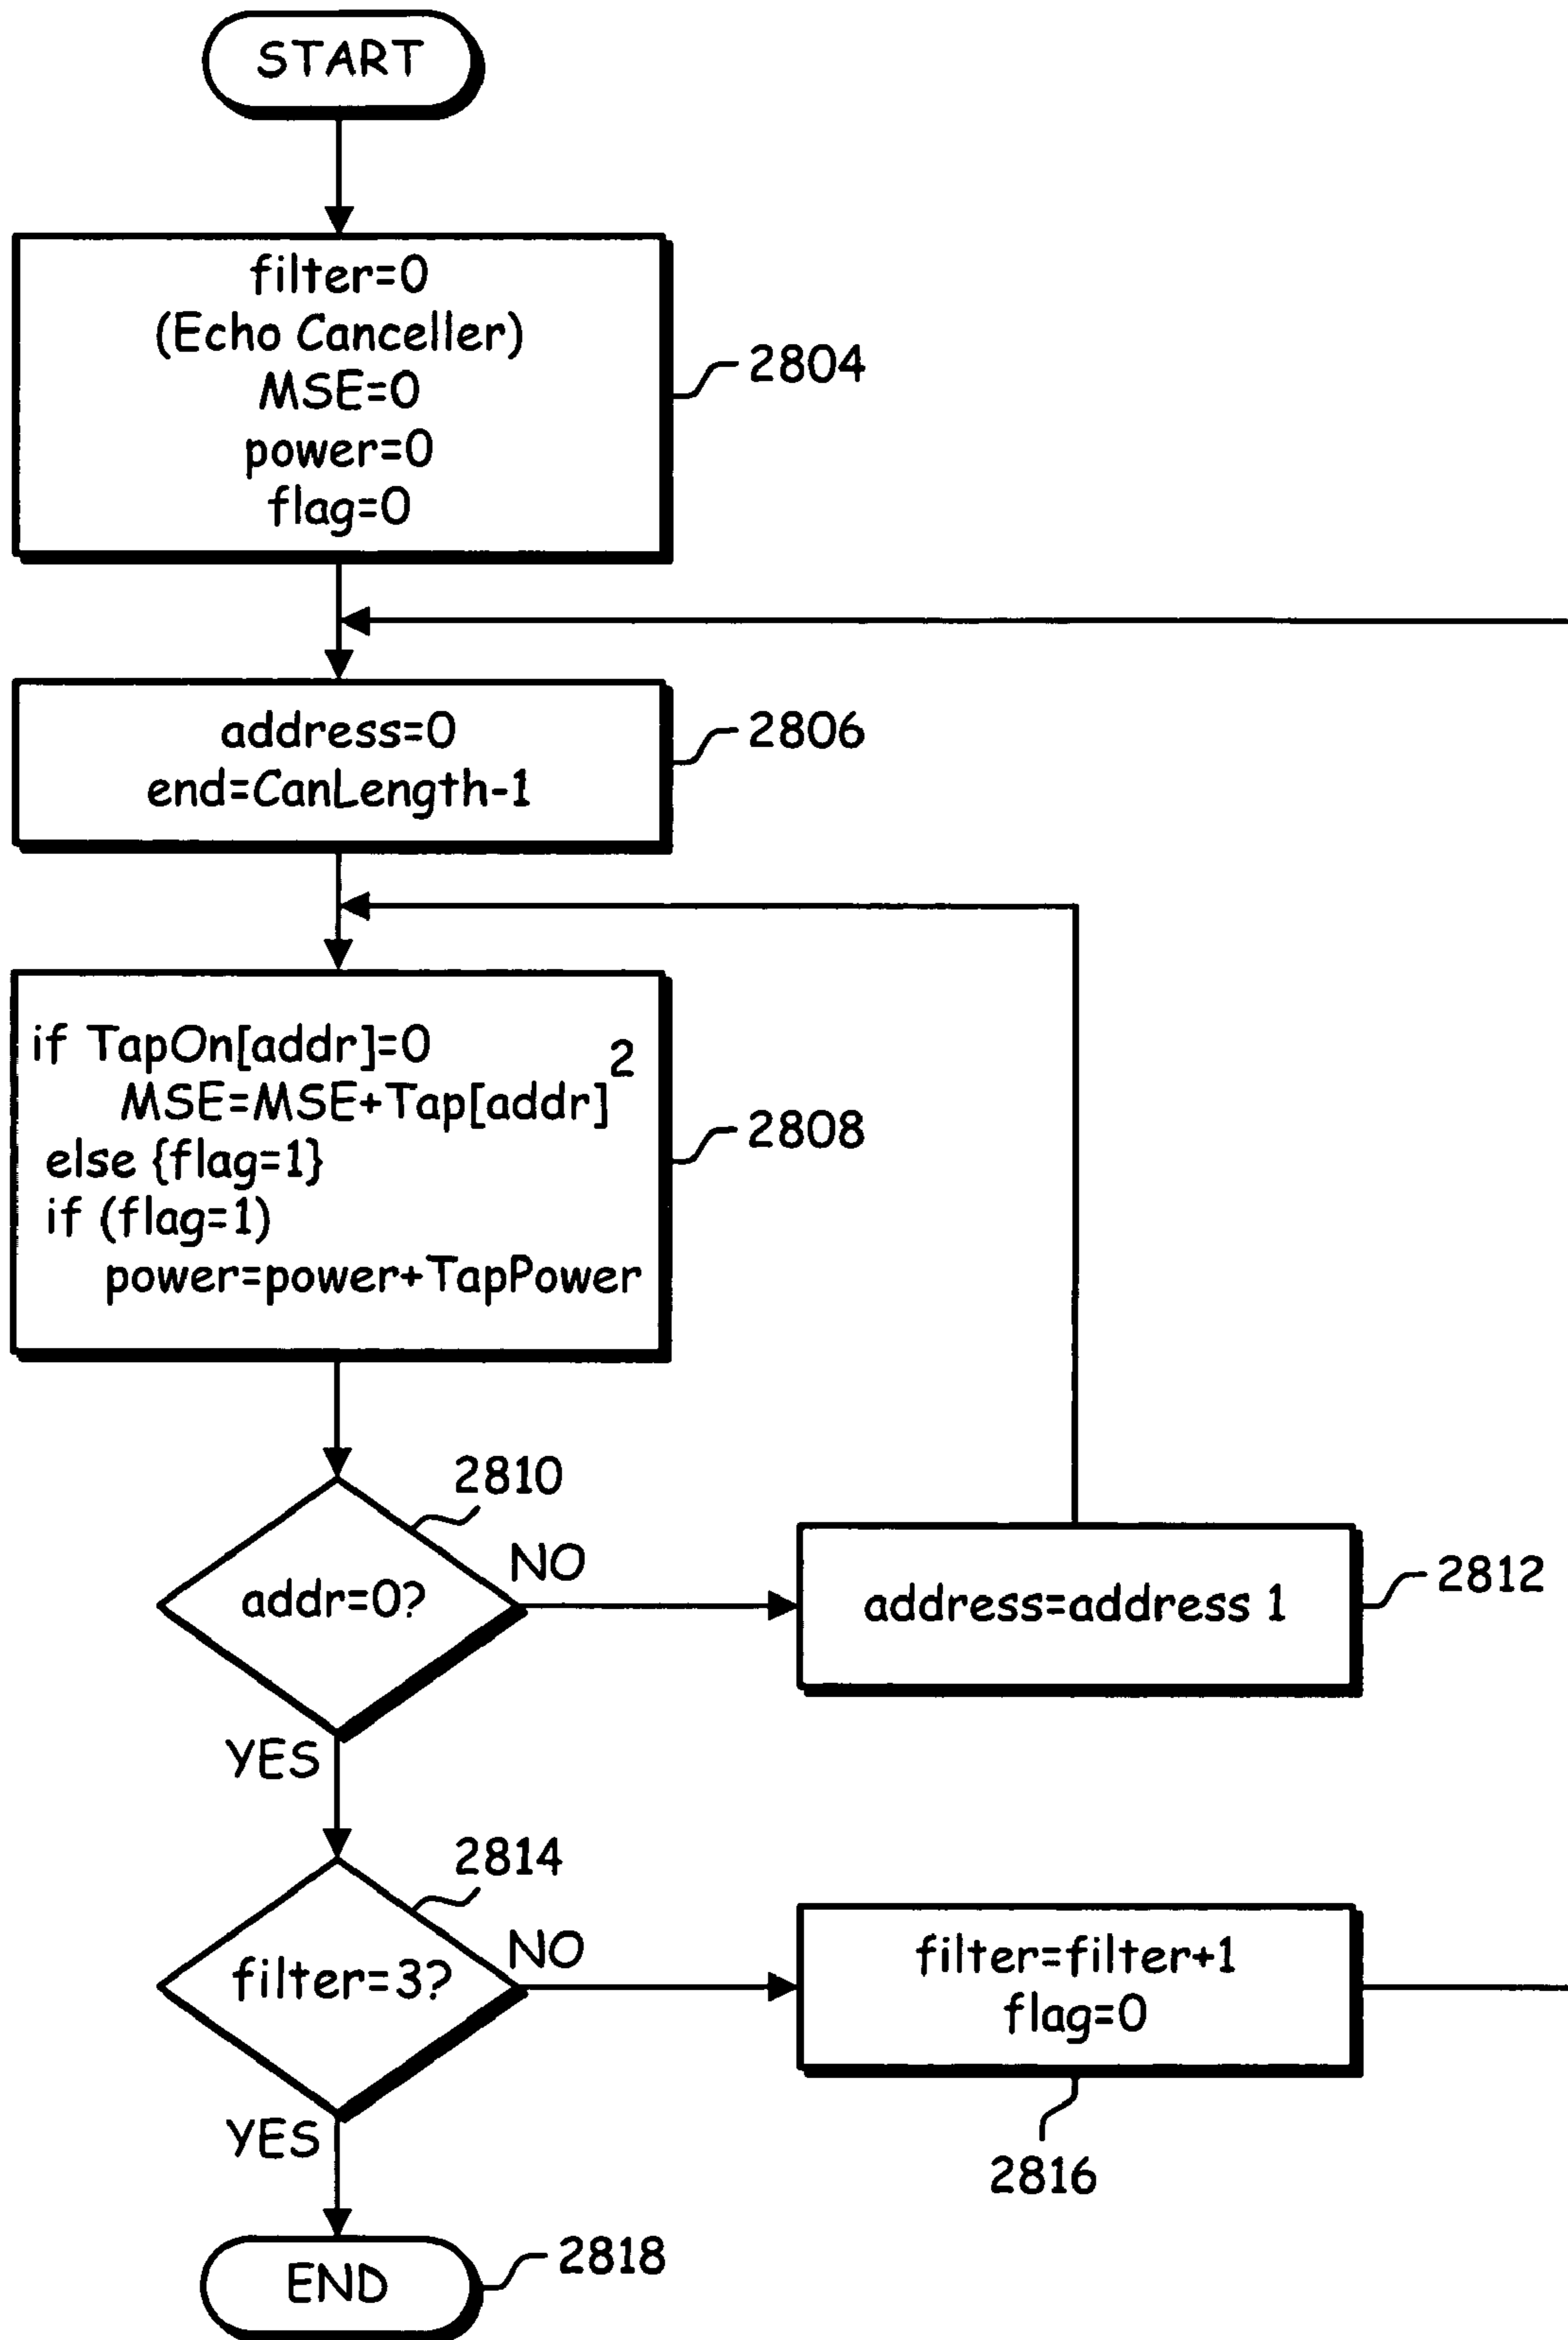 START
filter=0
(Echo Canceller)
MSE=0
power=0
flag=0
2804
address=0
end=CanLength-1
2806
if TapOn[addr]=0
MSE=MSE+Tap[addr]²
else {flag=1}
if (flag=1)
power=power+TapPower
2808
addr=0?
2810
NO
YES
address=address 1
2812
filter=3?
2814
NO
YES
filter=filter+1
flag=0
2816
END
2818